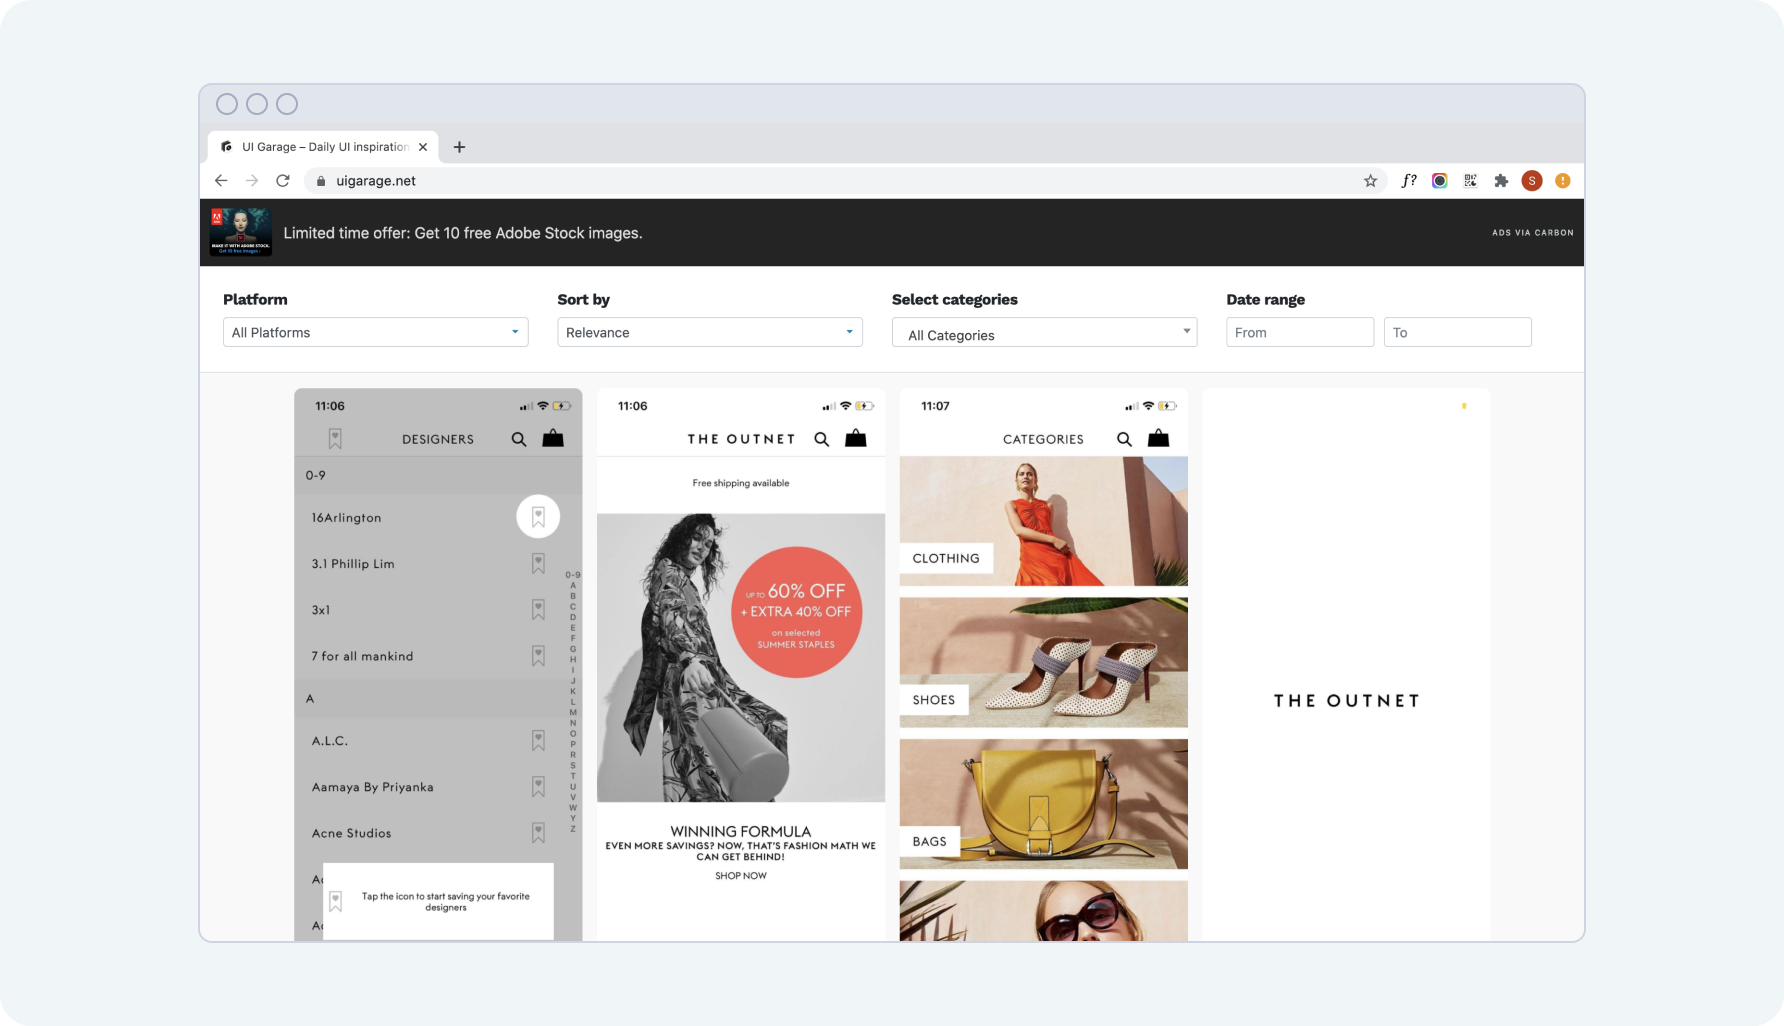 UI Garage – Daily UI inspiration
uigarage.net
f?
S
MAKE IT WITH ADOBE STOCK.
Get 10 free images ›
Limited time offer: Get 10 free Adobe Stock images.
ADS VIA CARBON
Platform
Sort by
Select categories
Date range
All Platforms
Relevance
All Categories
From
To
11:06
DESIGNERS
0-9
16Arlington
3.1 Phillip Lim
3x1
7 for all mankind
A
A.L.C.
Aamaya By Priyanka
Acne Studios
Tap the icon to start saving your favorite
designers
0-9
A
B
C
D
E
F
G
H
I
J
K
L
M
N
O
P
R
S
T
U
V
W
Y
Z
11:06
THE OUTNET
Free shipping available
UP TO 60% OFF
+ EXTRA 40% OFF
on selected
SUMMER STAPLES
WINNING FORMULA
EVEN MORE SAVINGS? NOW, THAT'S FASHION MATH WE
CAN GET BEHIND!
SHOP NOW
11:07
CATEGORIES
CLOTHING
SHOES
BAGS
THE OUTNET